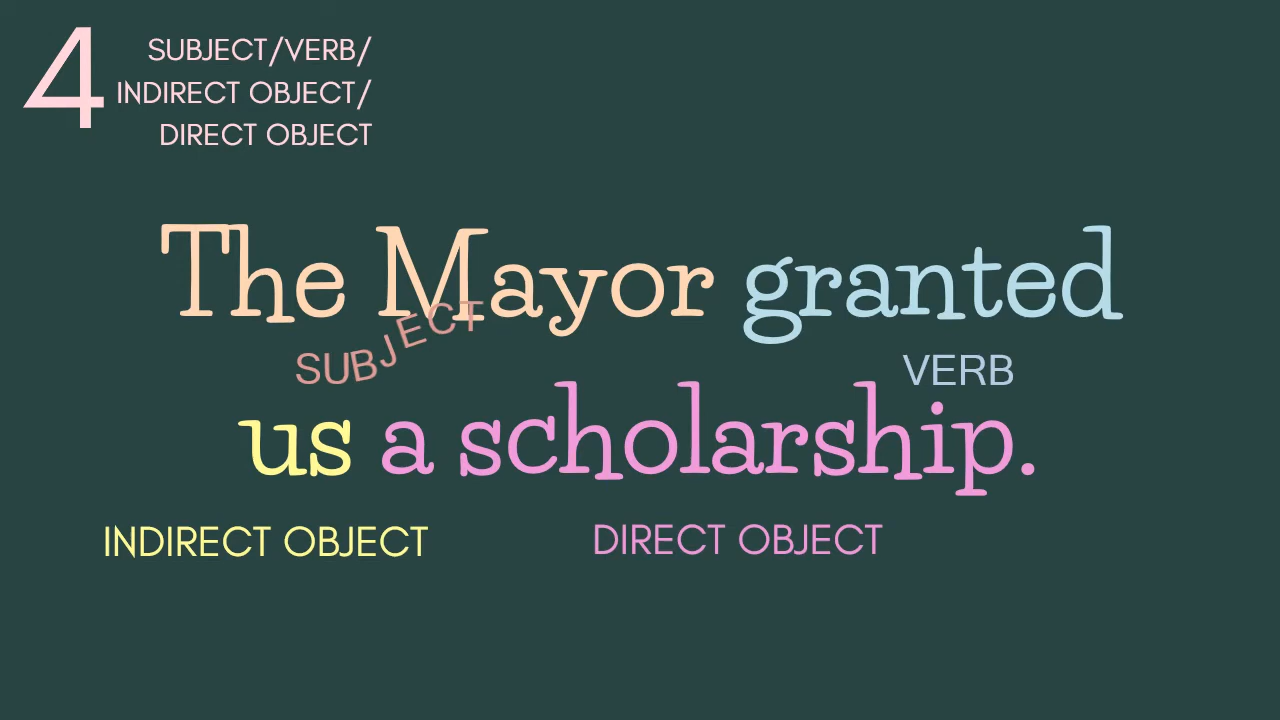 4
SUBJECT/VERB/
INDIRECT OBJECT/
DIRECT OBJECT
The Mayor granted
SUBJECT
VERB
us a scholarship.
INDIRECT OBJECT
DIRECT OBJECT